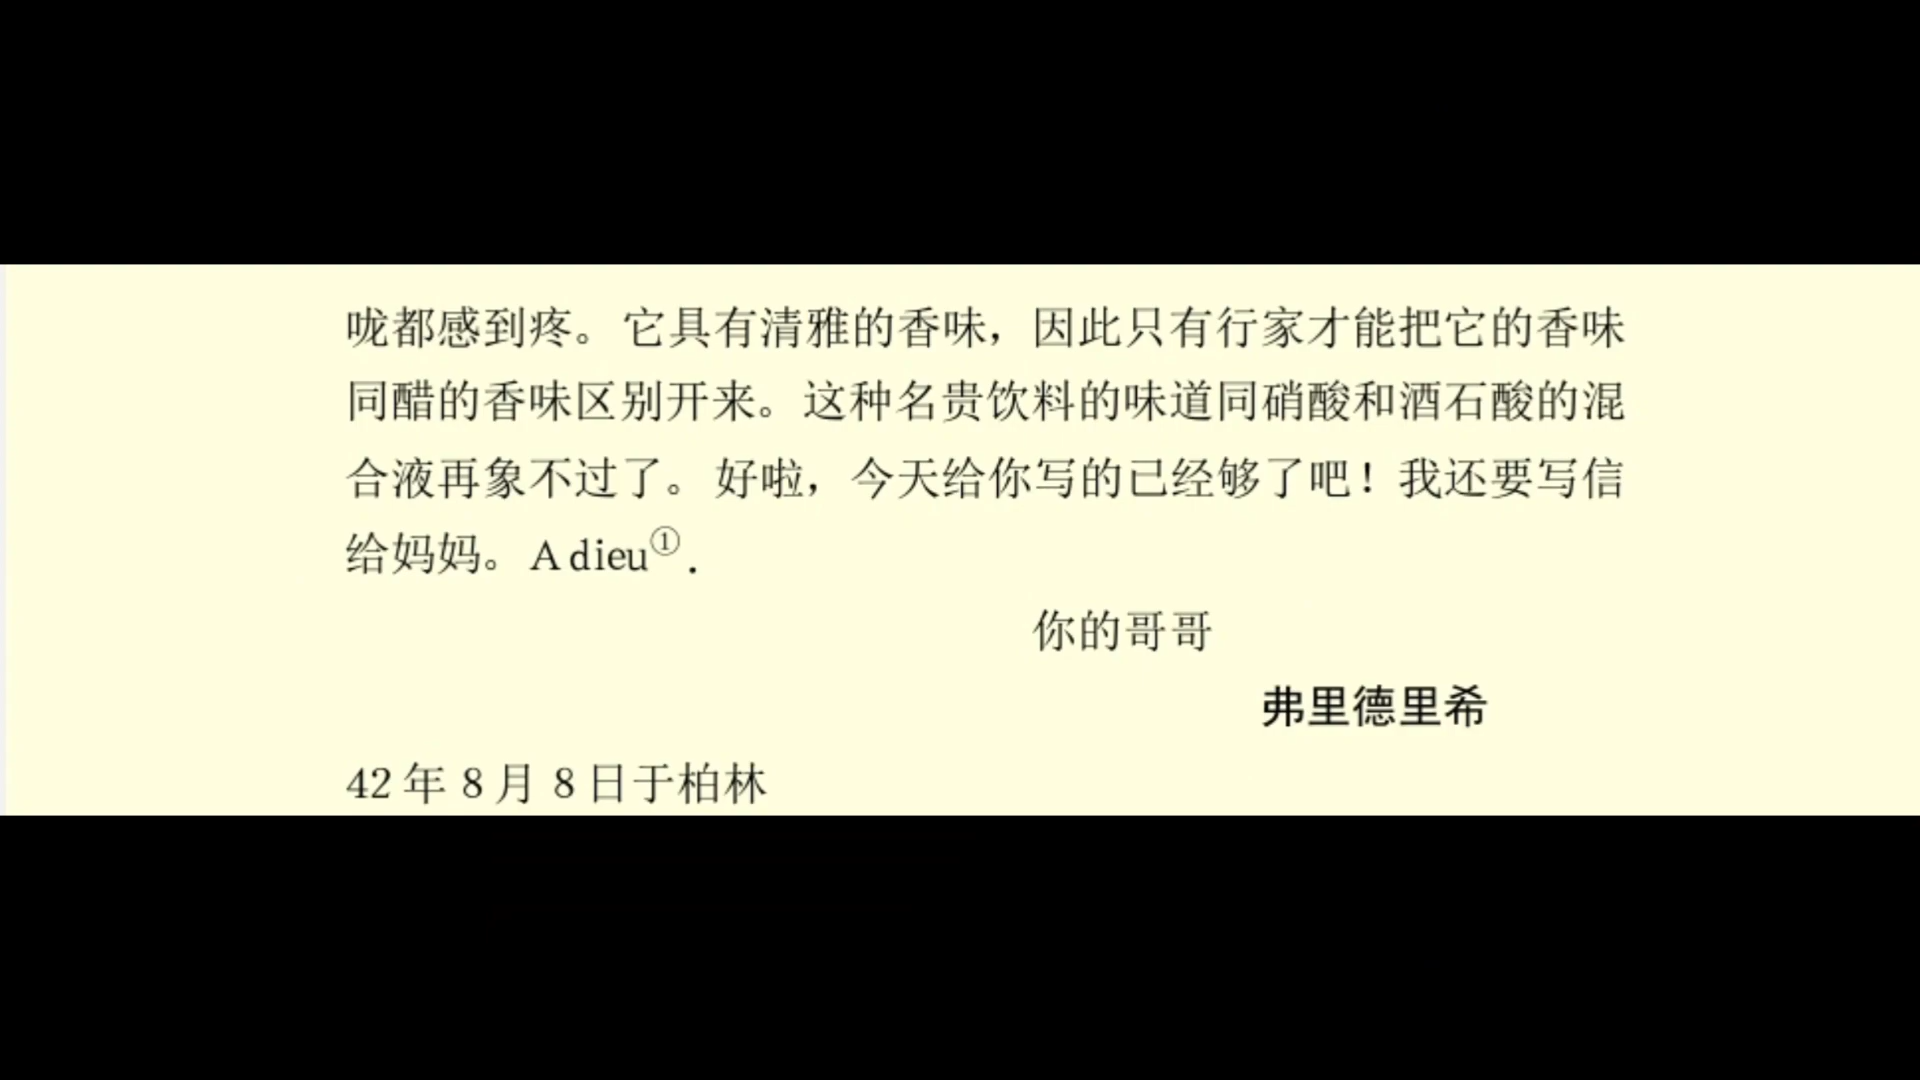 咙都感到疼。它具有清雅的香味，因此只有行家才能把它的香味
同醋的香味区别开来。这种名贵饮料的味道同硝酸和酒石酸的混
合液再象不过了。好啦，今天给你写的已经够了吧！我还要写信
给妈妈。Adieu①.
你的哥哥
弗里德里希
42年8月8日于柏林